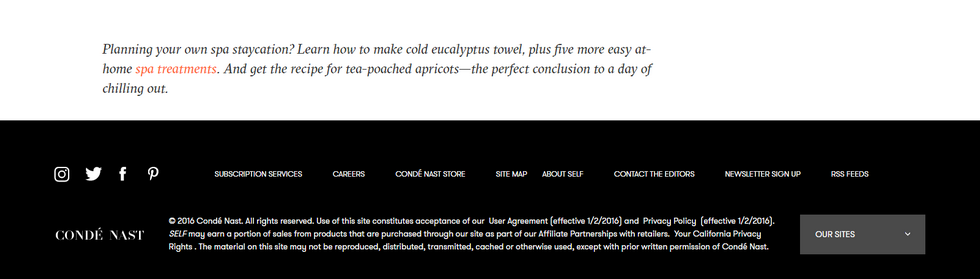 Planning your own spa staycation? Learn how to make cold eucalyptus towel, plus five more easy at-
home spa treatments. And get the recipe for tea-poached apricots—the perfect conclusion to a day of
chilling out.
SUBSCRIPTION SERVICES CAREERS CONDÉ NAST STORE SITE MAP ABOUT SELF CONTACT THE EDITORS NEWSLETTER SIGN UP RSS FEEDS
CONDÉ NAST
© 2016 Condé Nast. All rights reserved. Use of this site constitutes acceptance of our User Agreement (effective 1/2/2016) and Privacy Policy (effective 1/2/2016).
SELF may earn a portion of sales from products that are purchased through our site as part of our Affiliate Partnerships with retailers. Your California Privacy
Rights . The material on this site may not be reproduced, distributed, transmitted, cached or otherwise used, except with prior written permission of Condé Nast.
OUR SITES